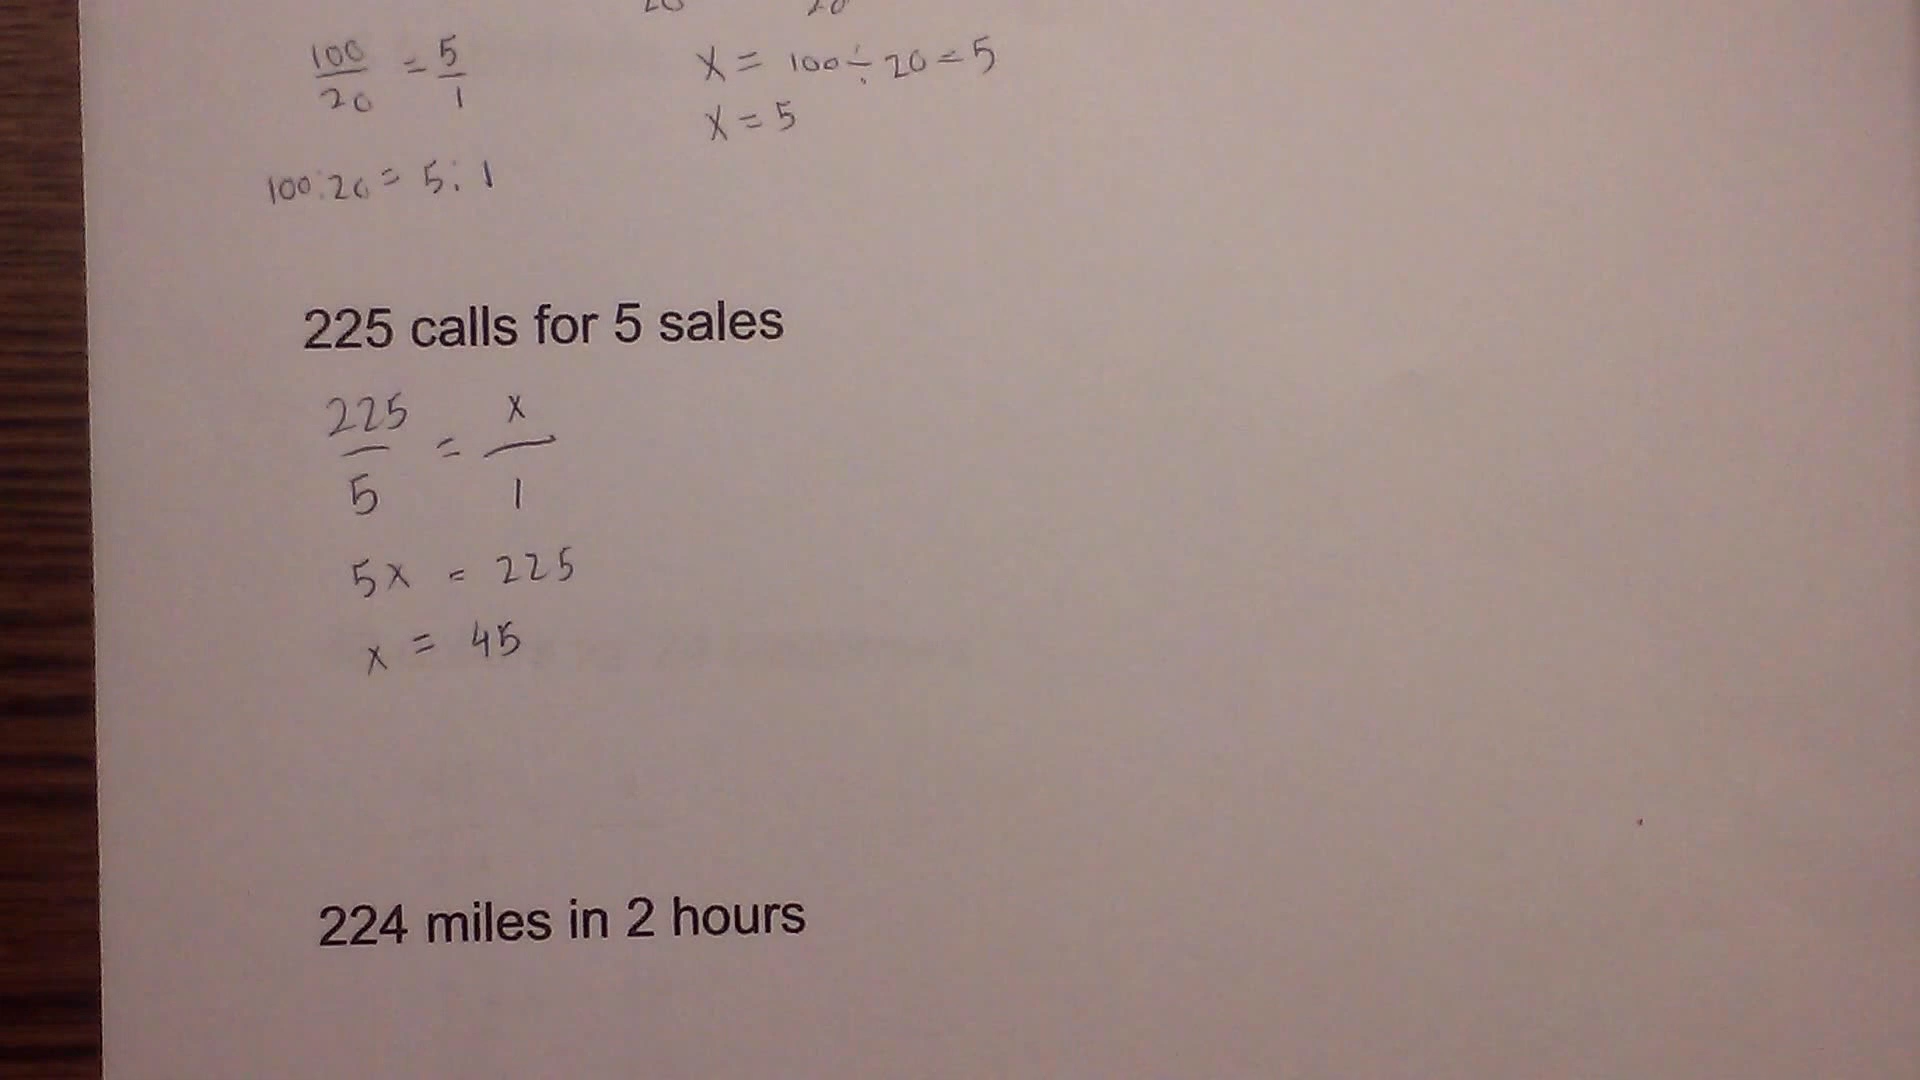 100/20 = 5/1
x = 100 ÷ 20 = 5
x = 5
100:20 = 5:1
225 calls for 5 sales
225/5 = x/1
5x = 225
x = 45
224 miles in 2 hours